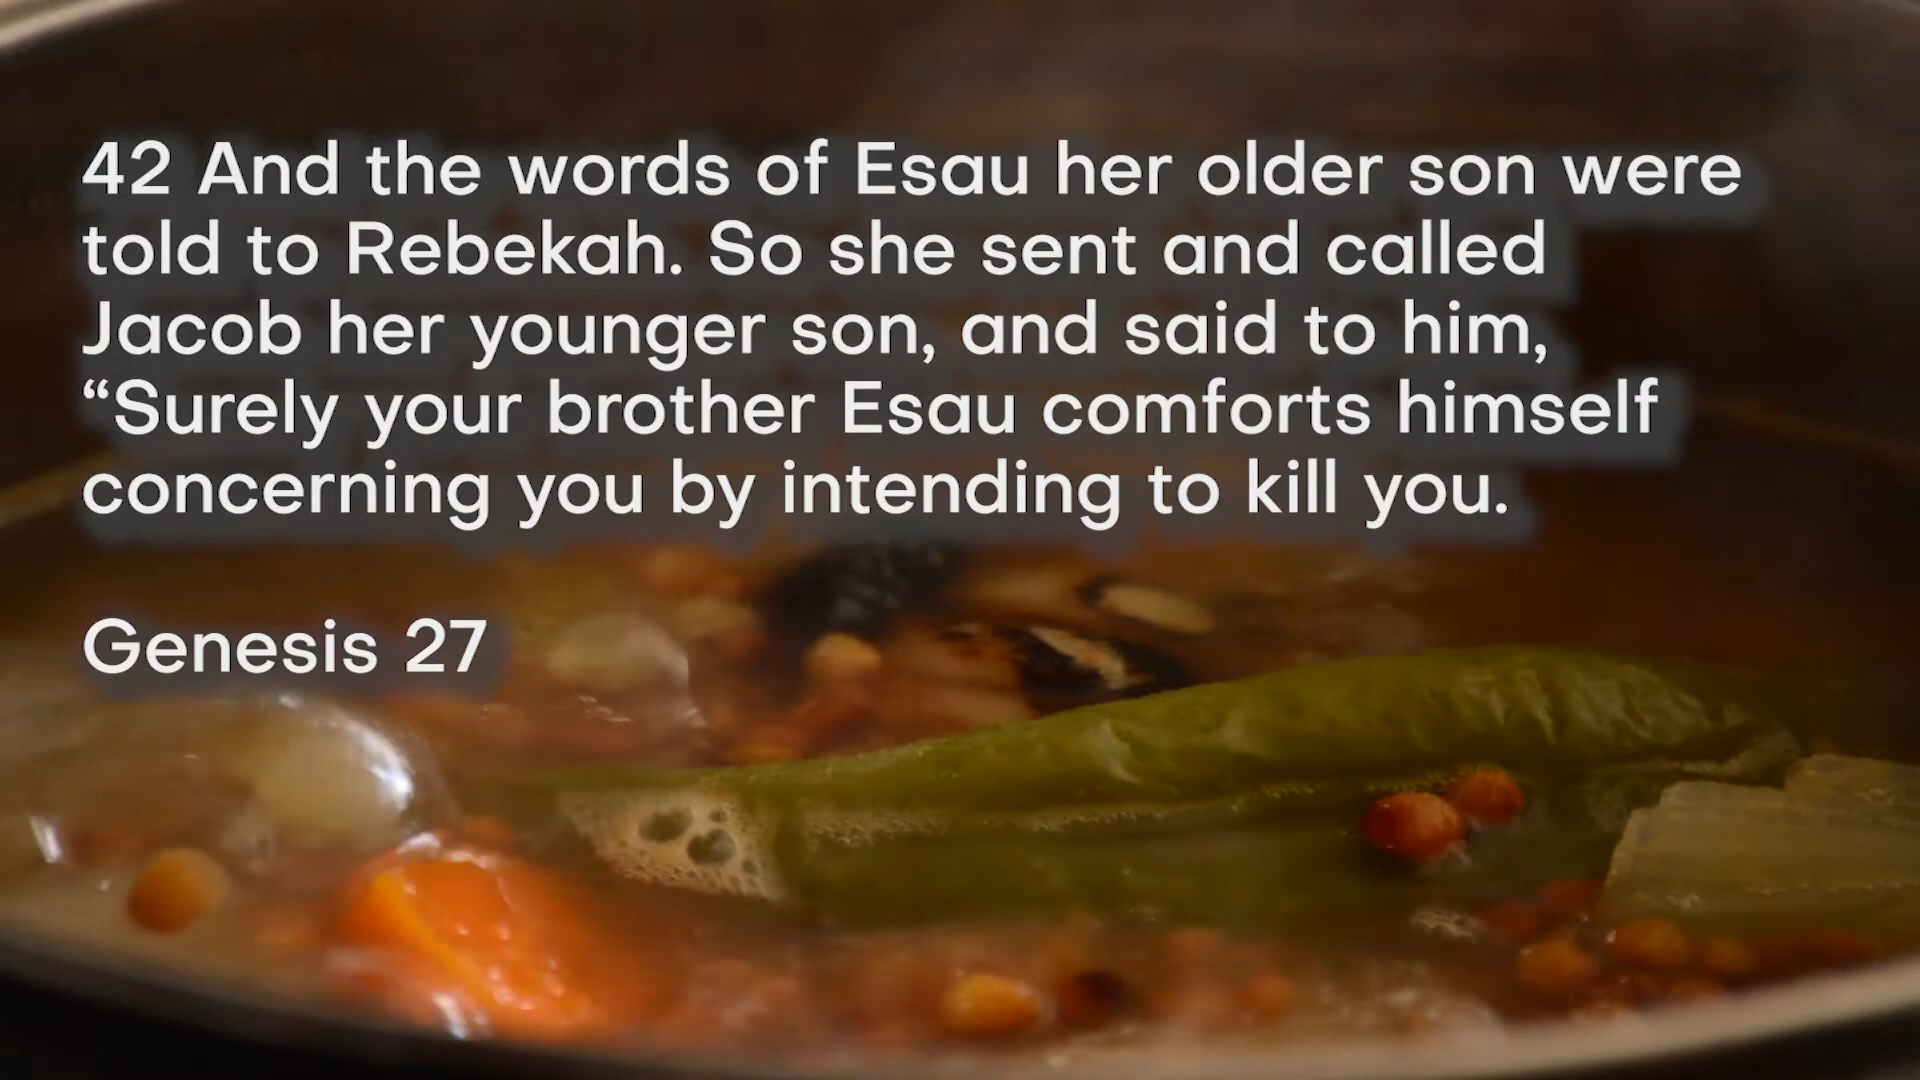 42 And the words of Esau her older son were
told to Rebekah. So she sent and called
Jacob her younger son, and said to him,
“Surely your brother Esau comforts himself
concerning you by intending to kill you.
Genesis 27